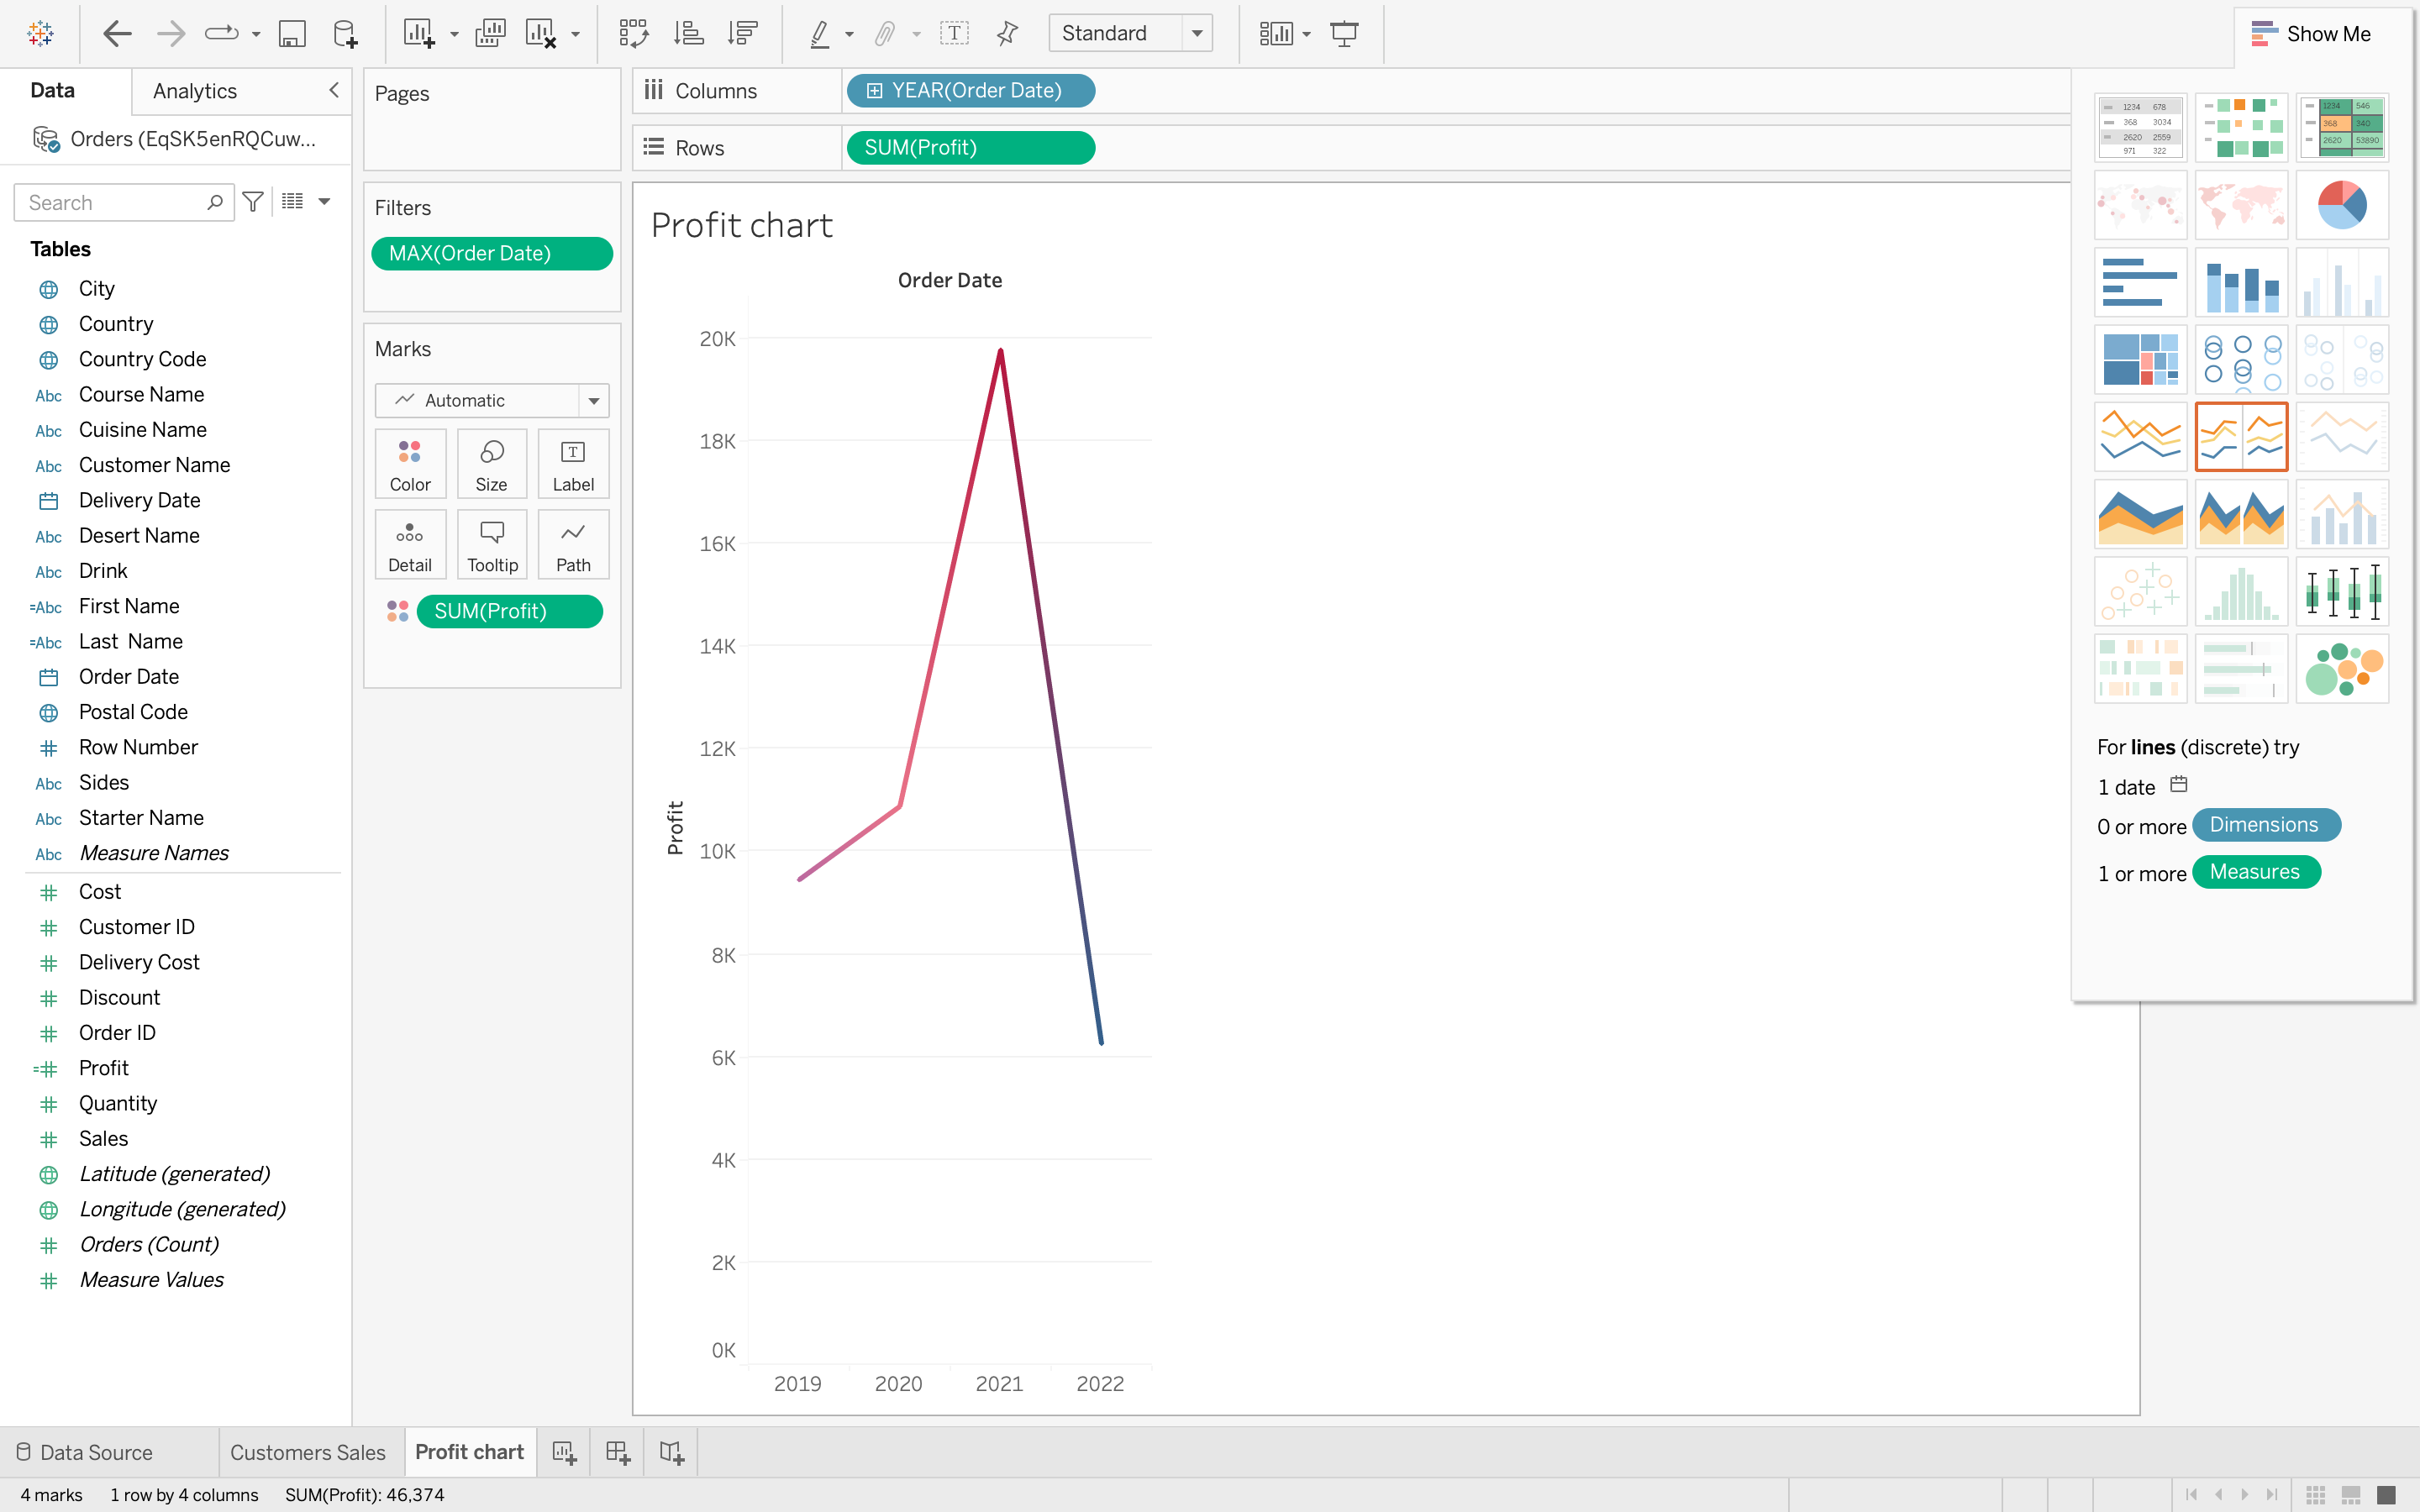 Standard
Show Me
Data
Analytics
Orders (EqSK5enRQCuw...
Search
Tables
City
Country
Country Code
Abc Course Name
Abc Cuisine Name
Abc Customer Name
Delivery Date
Abc Desert Name
Abc Drink
=Abc First Name
=Abc Last Name
Order Date
Postal Code
# Row Number
Abc Sides
Abc Starter Name
Abc Measure Names
# Cost
# Customer ID
# Delivery Cost
# Discount
# Order ID
=# Profit
# Quantity
# Sales
Latitude (generated)
Longitude (generated)
# Orders (Count)
# Measure Values
Pages
Filters
MAX(Order Date)
Marks
Automatic
Color
Size
T
Label
Detail
Tooltip
Path
SUM(Profit)
Columns
YEAR(Order Date)
Rows
SUM(Profit)
Profit chart
Order Date
20K
18K
16K
14K
12K
10K
8K
6K
4K
2K
0K
Profit
2019
2020
2021
2022
1234 678
368 3034
2620 2559
971 322
1234 546
368 340
2620 53890
For lines (discrete) try
1 date
0 or more Dimensions
1 or more Measures
Data Source
Customers Sales
Profit chart
4 marks
1 row by 4 columns
SUM(Profit): 46,374